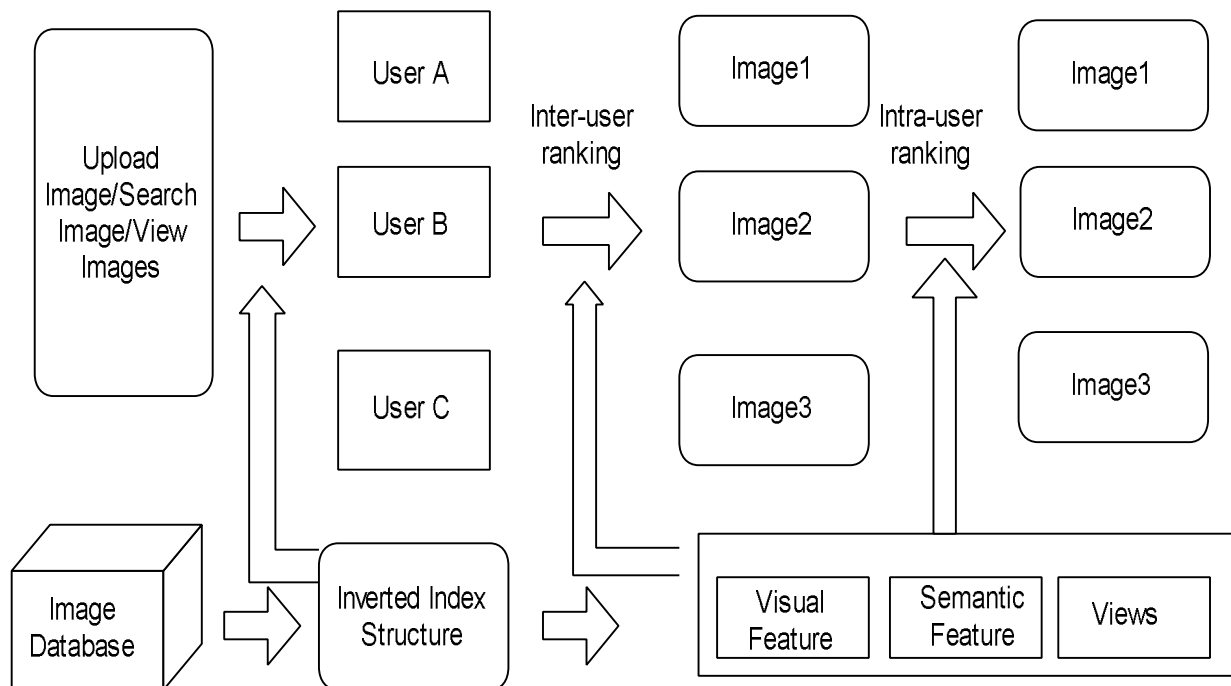 Upload
Image/Search
Image/View
Images
User A
User B
User C
Inter-user
ranking
Image1
Image2
Image3
Intra-user
ranking
Image1
Image2
Image3
Image
Database
Inverted Index
Structure
Visual
Feature
Semantic
Feature
Views